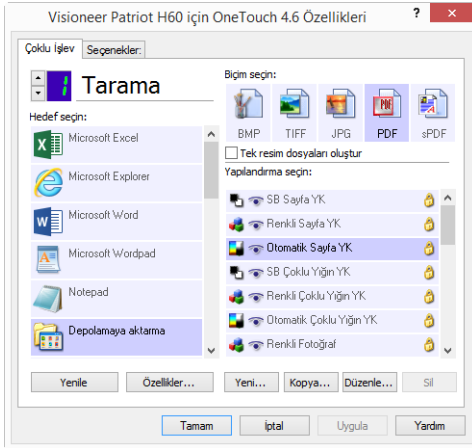 Visioneer Patriot H60 için OneTouch 4.6 Özellikleri
?
Çoklu İşlev
Seçenekler:
1
Tarama
Hedef seçin:
Microsoft Excel
Microsoft Explorer
Microsoft Word
Microsoft Wordpad
Notepad
Depolamaya aktarma
Yenile
Özellikler...
Biçim seçin:
BMP
TIFF
JPG
PDF
sPDF
Tek resim dosyaları oluştur
Yapılandırma seçin:
SB Sayfa YK
Renkli Sayfa YK
Otomatik Sayfa YK
SB Çoklu Yığın YK
Renkli Çoklu Yığın YK
Otomatik Çoklu Yığın YK
Renkli Fotoğraf
Yeni...
Kopya...
Düzenle...
Sil
Tamam
İptal
Uygula
Yardım